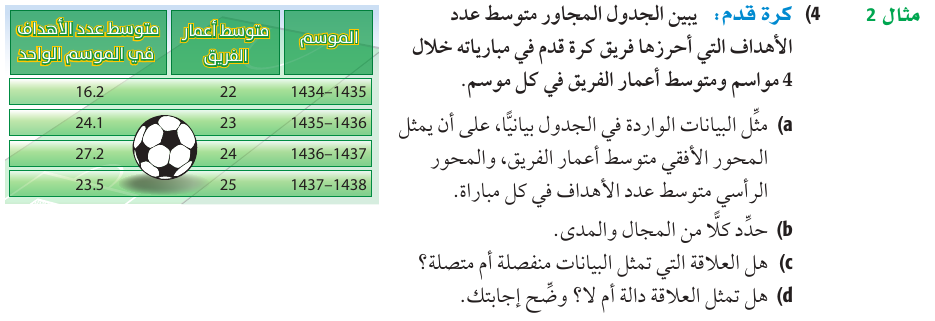 مثال 2
4) كرة قدم: يبين الجدول المجاور متوسط عدد
الأهداف التي أحرزها فريق كرة قدم في مبارياته خلال
4 مواسم ومتوسط أعمار الفريق في كل موسم.
a) مثِّل البيانات الواردة في الجدول بيانيًّا، على أن يمثل
المحور الأفقي متوسط أعمار الفريق، والمحور
الرأسي متوسط عدد الأهداف في كل مباراة.
b) حدِّد كلًّا من المجال والمدى.
c) هل العلاقة التي تمثل البيانات منفصلة أم متصلة؟
d) هل تمثل العلاقة دالة أم لا؟ وضِّح إجابتك.
الموسم متوسط أعمار الفريق متوسط عدد الأهداف في الموسم الواحد
1434–1435 22 16.2
1435–1436 23 24.1
1436–1437 24 27.2
1437–1438 25 23.5